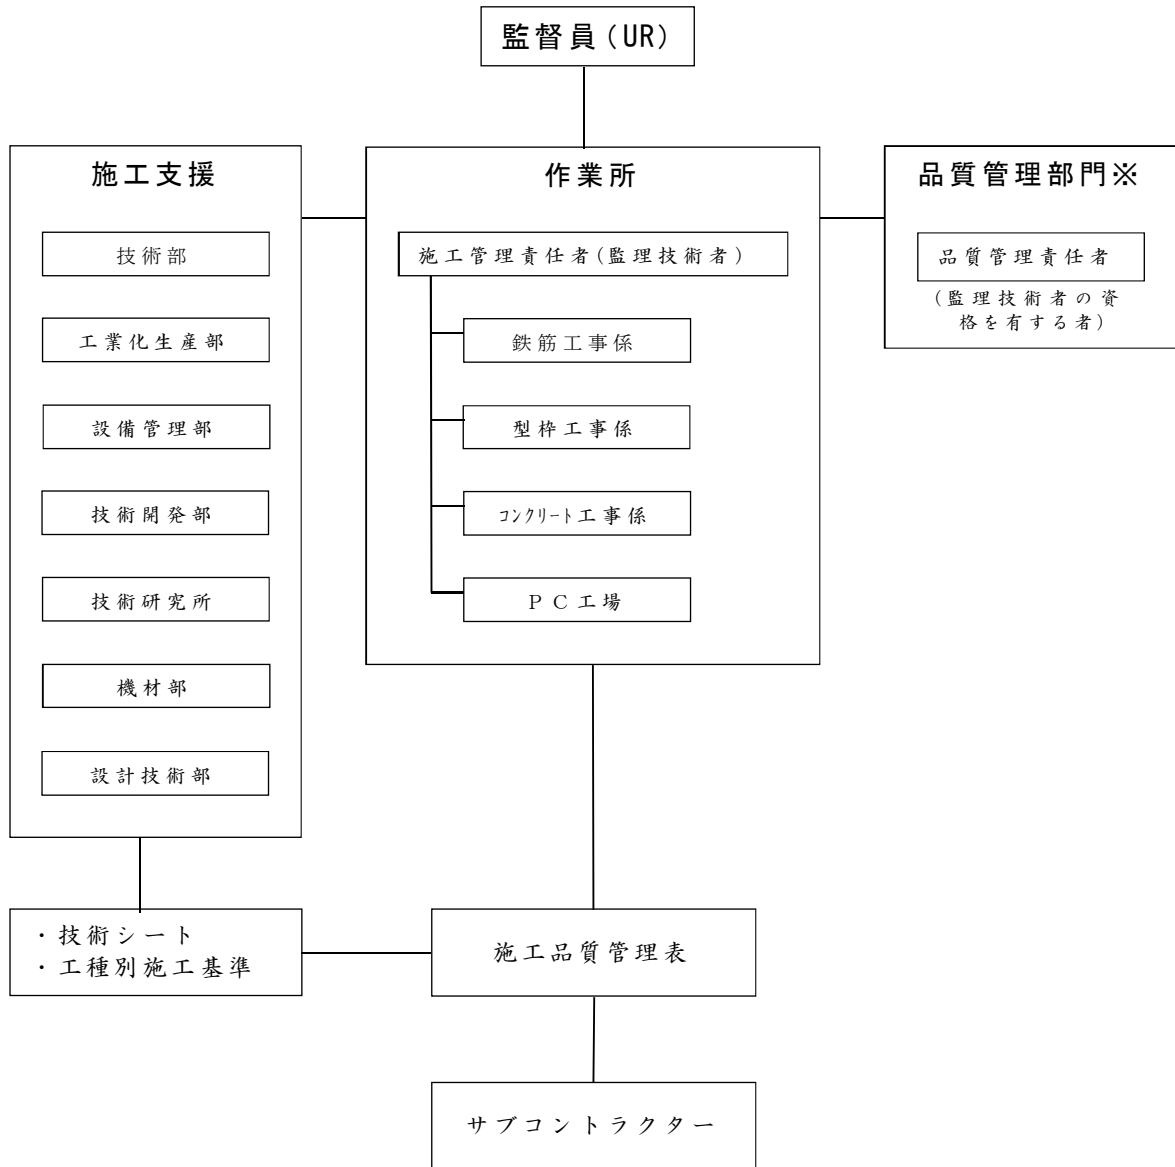 監督員(UR)
施工支援
技術部
工業化生産部
設備管理部
技術開発部
技術研究所
機材部
設計技術部
作業所
施工管理責任者(監理技術者)
鉄筋工事係
型枠工事係
コンクリート工事係
PC工場
品質管理部門※
品質管理責任者
(監理技術者の資
格を有する者)
・技術シート
・工種別施工基準
施工品質管理表
サブコントラクター